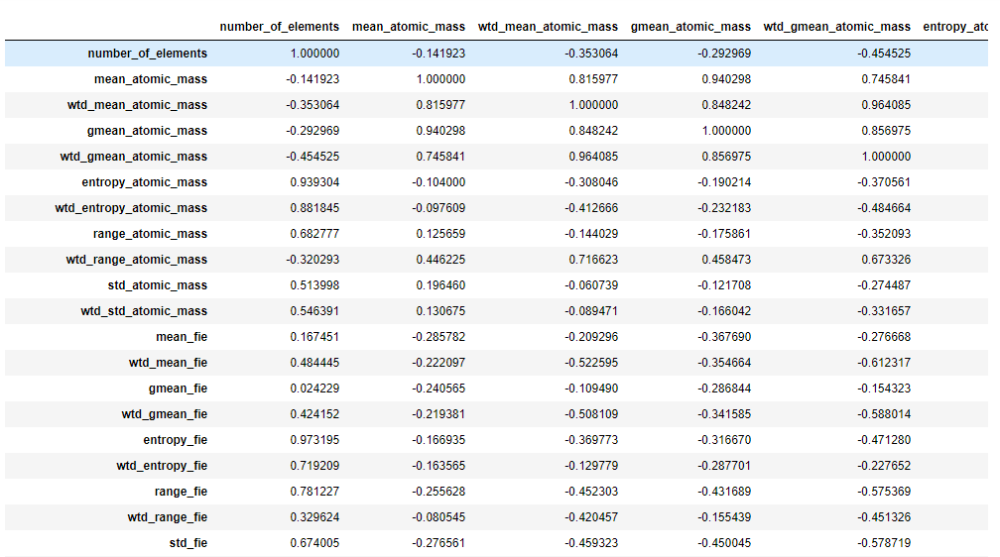 number_of_elements mean_atomic_mass wtd_mean_atomic_mass gmean_atomic_mass wtd_gmean_atomic_mass entropy_ato
number_of_elements 1.000000 -0.141923 -0.353064 -0.292969 -0.454525
mean_atomic_mass -0.141923 1.000000 0.815977 0.940298 0.745841
wtd_mean_atomic_mass -0.353064 0.815977 1.000000 0.848242 0.964085
gmean_atomic_mass -0.292969 0.940298 0.848242 1.000000 0.856975
wtd_gmean_atomic_mass -0.454525 0.745841 0.964085 0.856975 1.000000
entropy_atomic_mass 0.939304 -0.104000 -0.308046 -0.190214 -0.370561
wtd_entropy_atomic_mass 0.881845 -0.097609 -0.412666 -0.232183 -0.484664
range_atomic_mass 0.682777 0.125659 -0.144029 -0.175861 -0.352093
wtd_range_atomic_mass -0.320293 0.446225 0.716623 0.458473 0.673326
std_atomic_mass 0.513998 0.196460 -0.060739 -0.121708 -0.274487
wtd_std_atomic_mass 0.546391 0.130675 -0.089471 -0.166042 -0.331657
mean_fie 0.167451 -0.285782 -0.209296 -0.367690 -0.276668
wtd_mean_fie 0.484445 -0.222097 -0.522595 -0.354664 -0.612317
gmean_fie 0.024229 -0.240565 -0.109490 -0.286844 -0.154323
wtd_gmean_fie 0.424152 -0.219381 -0.508109 -0.341585 -0.588014
entropy_fie 0.973195 -0.166935 -0.369773 -0.316670 -0.471280
wtd_entropy_fie 0.719209 -0.163565 -0.129779 -0.287701 -0.227652
range_fie 0.781227 -0.255628 -0.452303 -0.431689 -0.575369
wtd_range_fie 0.329624 -0.080545 -0.420457 -0.155439 -0.451326
std_fie 0.674005 -0.276561 -0.459323 -0.450045 -0.578719